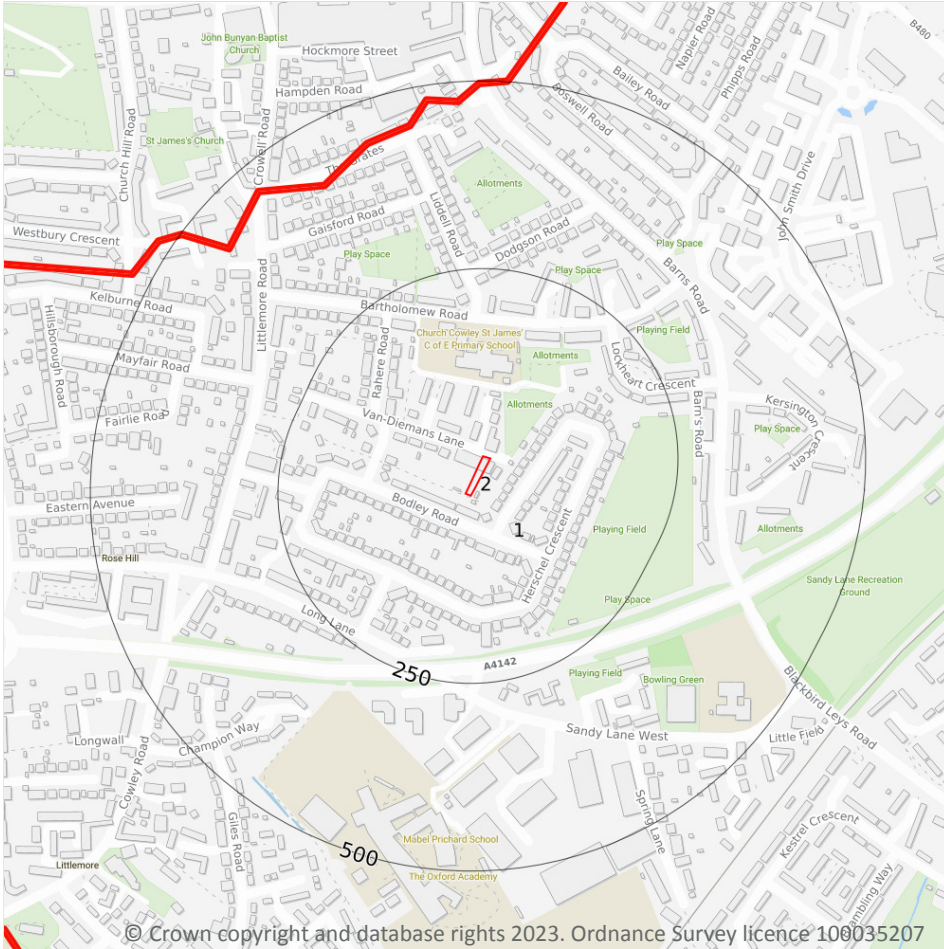 B480
John Bunyan Baptist
Church
Hockmore Street
Napier Road
Phipps Road
Bailey Road
Hampden Road
Boswell Road
Church Hill Road
St James's Church
Crowell Road
The Grates
Allotments
John Smith Drive
Liddell Road
Gaisford Road
Westbury Crescent
Dodgson Road
Play Space
Play Space
Play Space
Barns Road
Littlemore Road
Kelburne Road
Bartholomew Road
Hillsborough Road
Church Cowley St James'
C of E Primary School
Playing Field
Mayfair Road
Rahere Road
Allotments
Lockheart Crescent
Barn's Road
Fairlie Road
Van-Diemans Lane
Allotments
Kersington Crescent
Play Space
2
Eastern Avenue
Bodley Road
1
Playing Field
Allotments
Herschel Crescent
Rose Hill
Sandy Lane Recreation
Ground
Play Space
Long Lane
250
A4142
Playing Field
Bowling Green
Blackbird Leys Road
Longwall
Champion Way
Sandy Lane West
Little Field
Cowley Road
Giles Road
Spring Lane
Kestrel Crescent
500
Mabel Prichard School
The Oxford Academy
Littlemore
© Crown copyright and database rights 2023. Ordnance Survey licence 100035207